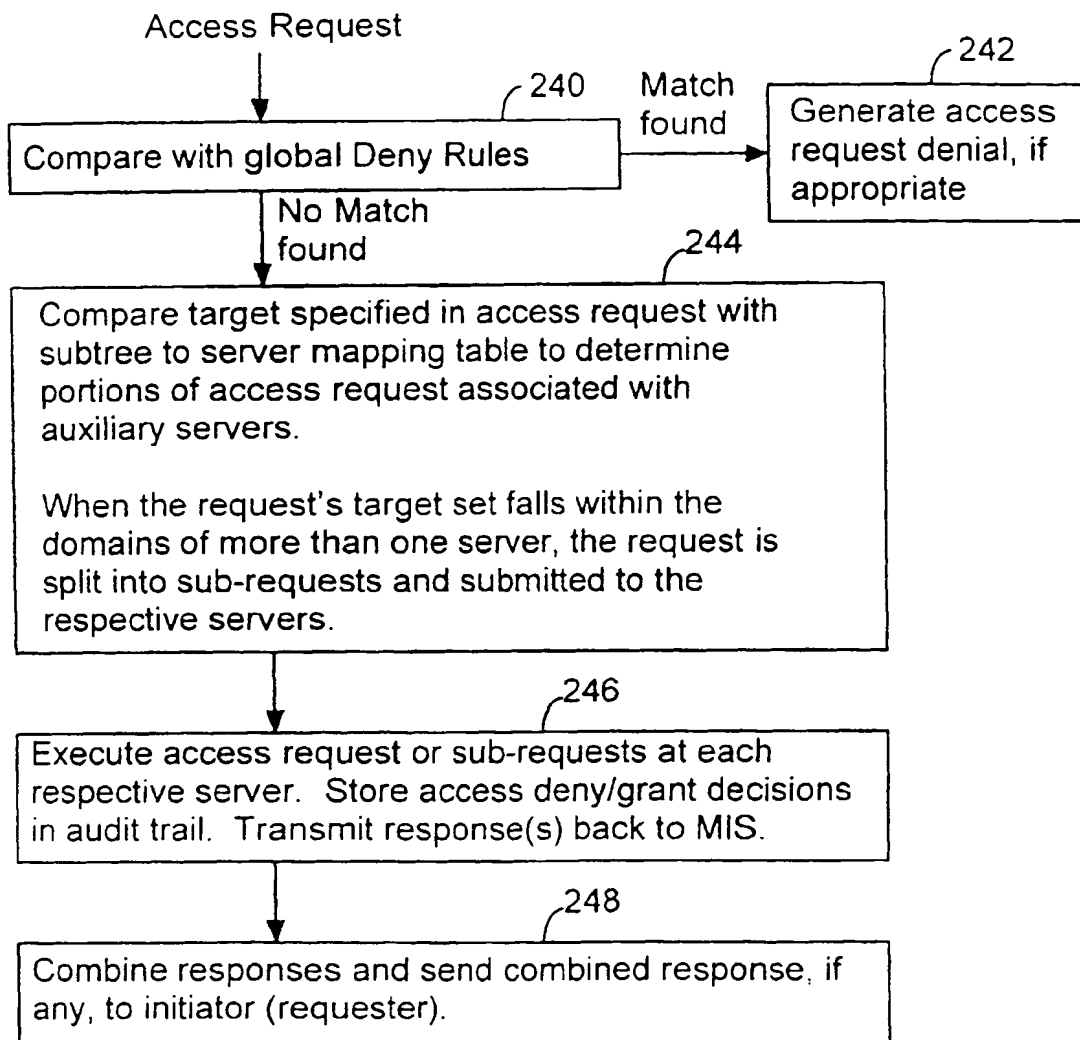 Access Request
240
Compare with global Deny Rules
Match
found
242
Generate access
request denial, if
appropriate
No Match
found
244
Compare target specified in access request with
subtree to server mapping table to determine
portions of access request associated with
auxiliary servers.
When the request's target set falls within the
domains of more than one server, the request is
split into sub-requests and submitted to the
respective servers.
246
Execute access request or sub-requests at each
respective server. Store access deny/grant decisions
in audit trail. Transmit response(s) back to MIS.
248
Combine responses and send combined response, if
any, to initiator (requester).